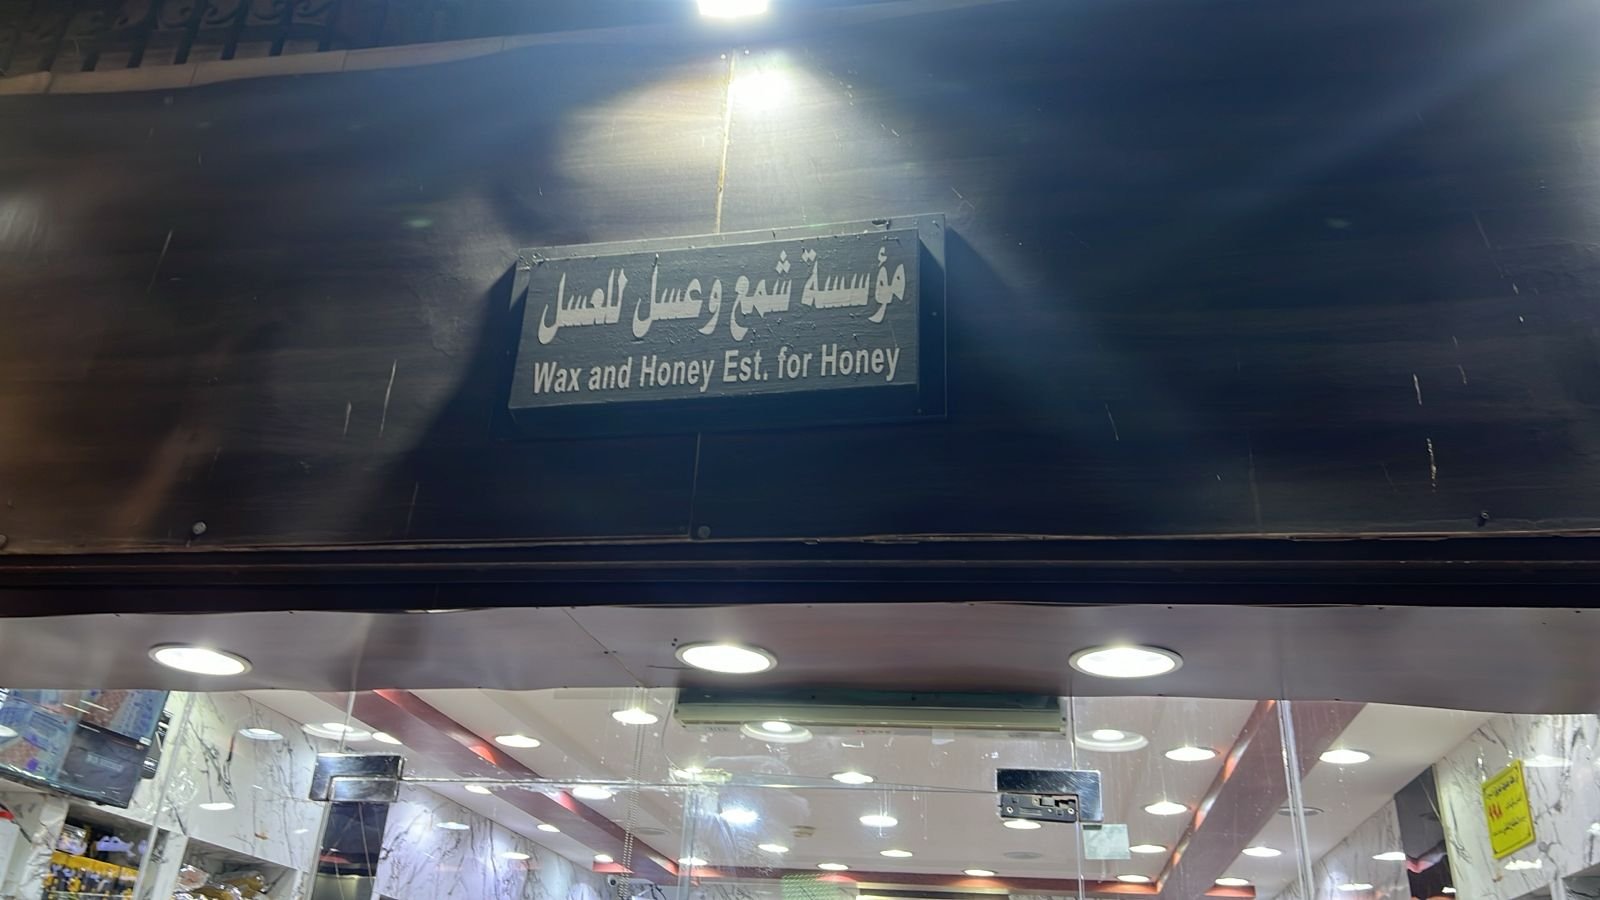 مؤسسة شمع وعسل للعسل
Wax and Honey Est. for Honey